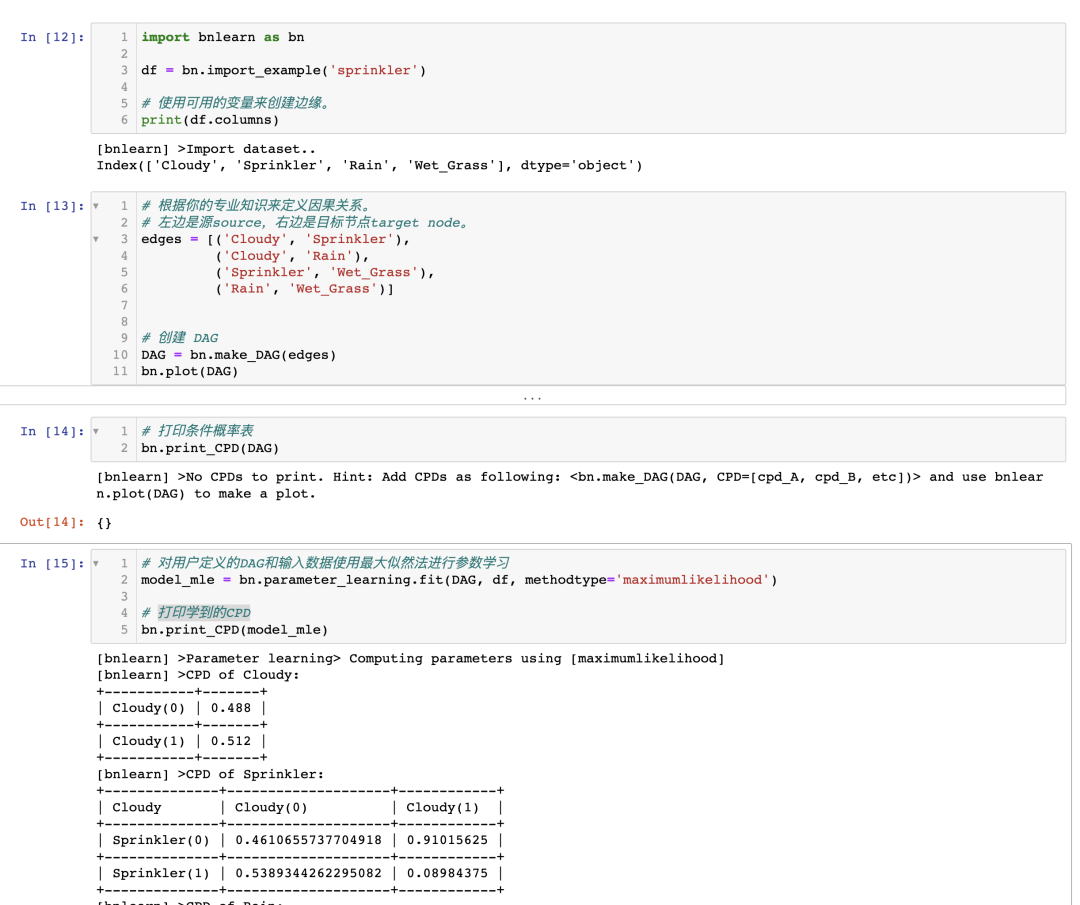 In [12]:
1 import bnlearn as bn
2
3 df = bn.import_example('sprinkler')
4
5 # 使用可用的变量来创建边缘。
6 print(df.columns)
[bnlearn] >Import dataset..
Index(['Cloudy', 'Sprinkler', 'Rain', 'Wet_Grass'], dtype='object')
In [13]:
1 # 根据你的专业知识来定义因果关系。
2 # 左边是源source，右边是目标节点target node。
3 edges = [('Cloudy', 'Sprinkler'),
4 ('Cloudy', 'Rain'),
5 ('Sprinkler', 'Wet_Grass'),
6 ('Rain', 'Wet_Grass')]
7
8
9 # 创建 DAG
10 DAG = bn.make_DAG(edges)
11 bn.plot(DAG)
...
In [14]:
1 # 打印条件概率表
2 bn.print_CPD(DAG)
[bnlearn] >No CPDs to print. Hint: Add CPDs as following: <bn.make_DAG(DAG, CPD=[cpd_A, cpd_B, etc])> and use bnlear
n.plot(DAG) to make a plot.
Out[14]: {}
In [15]:
1 # 对用户定义的DAG和输入数据使用最大似然法进行参数学习
2 model_mle = bn.parameter_learning.fit(DAG, df, methodtype='maximumlikelihood')
3
4 # 打印学到的CPD
5 bn.print_CPD(model_mle)
[bnlearn] >Parameter learning> Computing parameters using [maximumlikelihood]
[bnlearn] >CPD of Cloudy:
+-----------+-------+
| Cloudy(0) | 0.488 |
+-----------+-------+
| Cloudy(1) | 0.512 |
+-----------+-------+
[bnlearn] >CPD of Sprinkler:
+--------------+--------------------+------------+
| Cloudy | Cloudy(0) | Cloudy(1) |
+--------------+--------------------+------------+
| Sprinkler(0) | 0.4610655737704918 | 0.91015625 |
+--------------+--------------------+------------+
| Sprinkler(1) | 0.5389344262295082 | 0.08984375 |
+--------------+--------------------+------------+